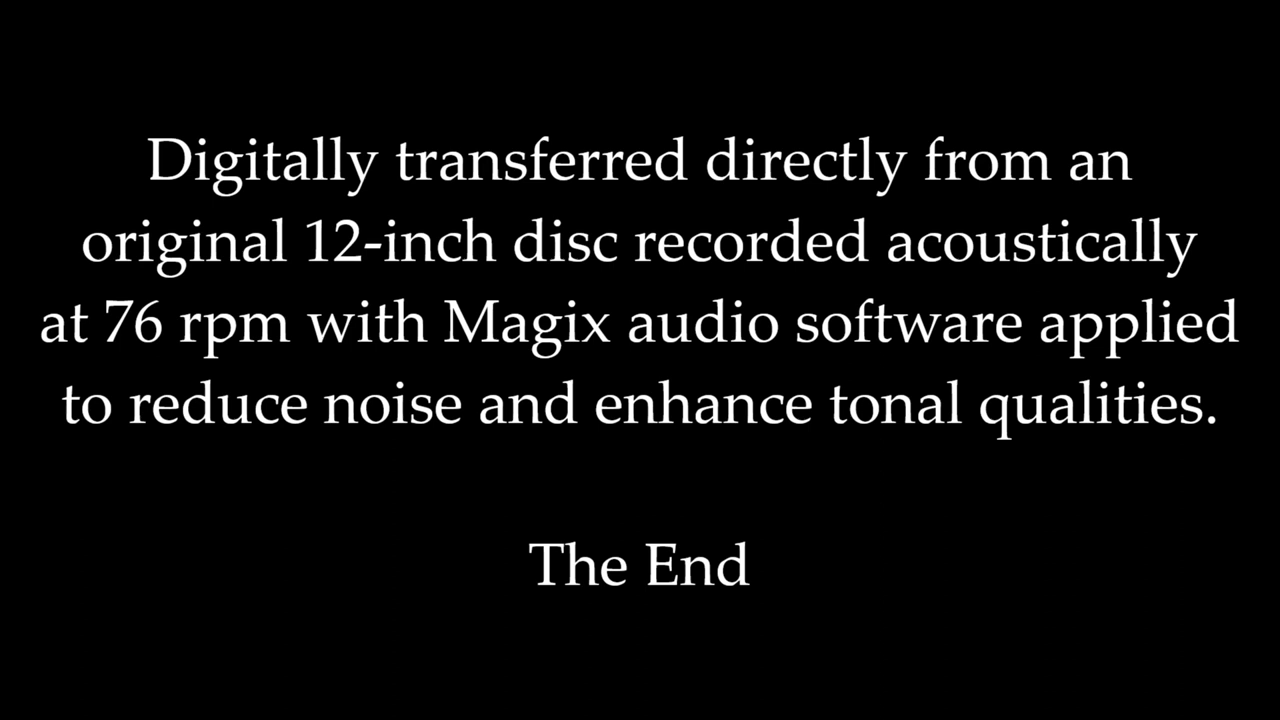 Digitally transferred directly from an
original 12-inch disc recorded acoustically
at 76 rpm with Magix audio software applied
to reduce noise and enhance tonal qualities.
The End